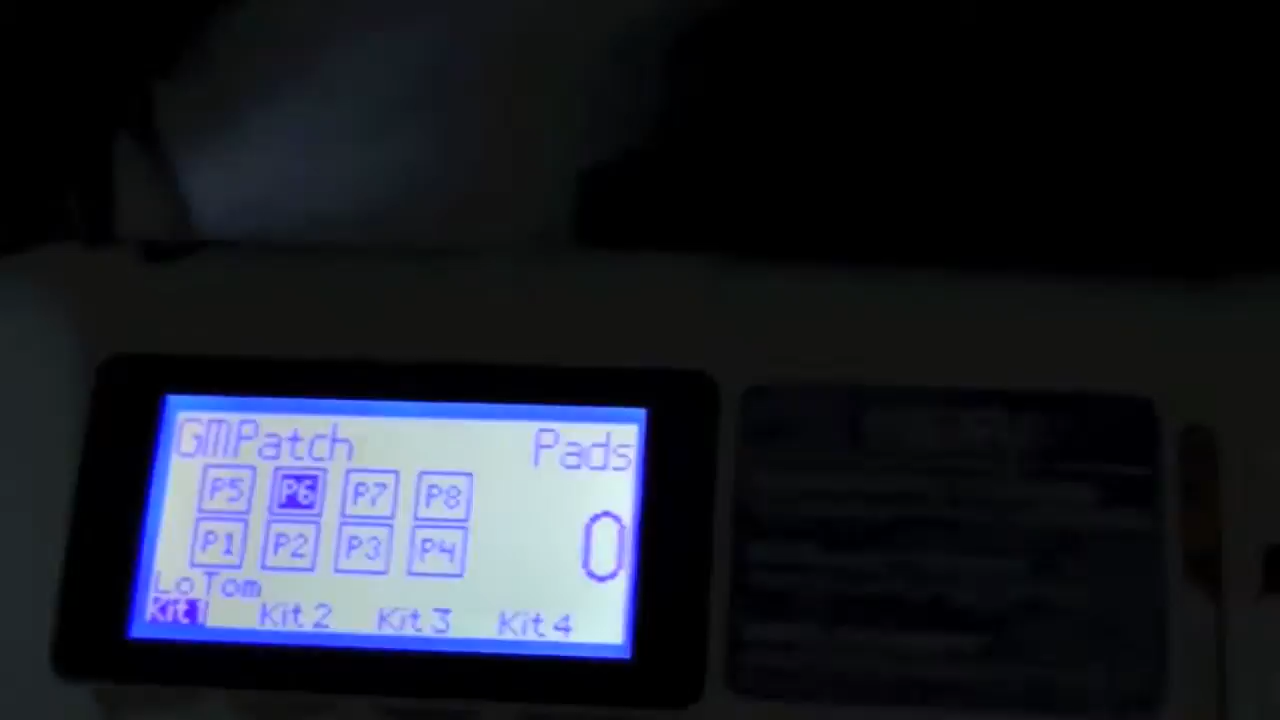 GMPatch Pads
P5 P6 P7 P8
P1 P2 P3 P4
0
LoTom
Kit 1 Kit 2 Kit 3 Kit 4